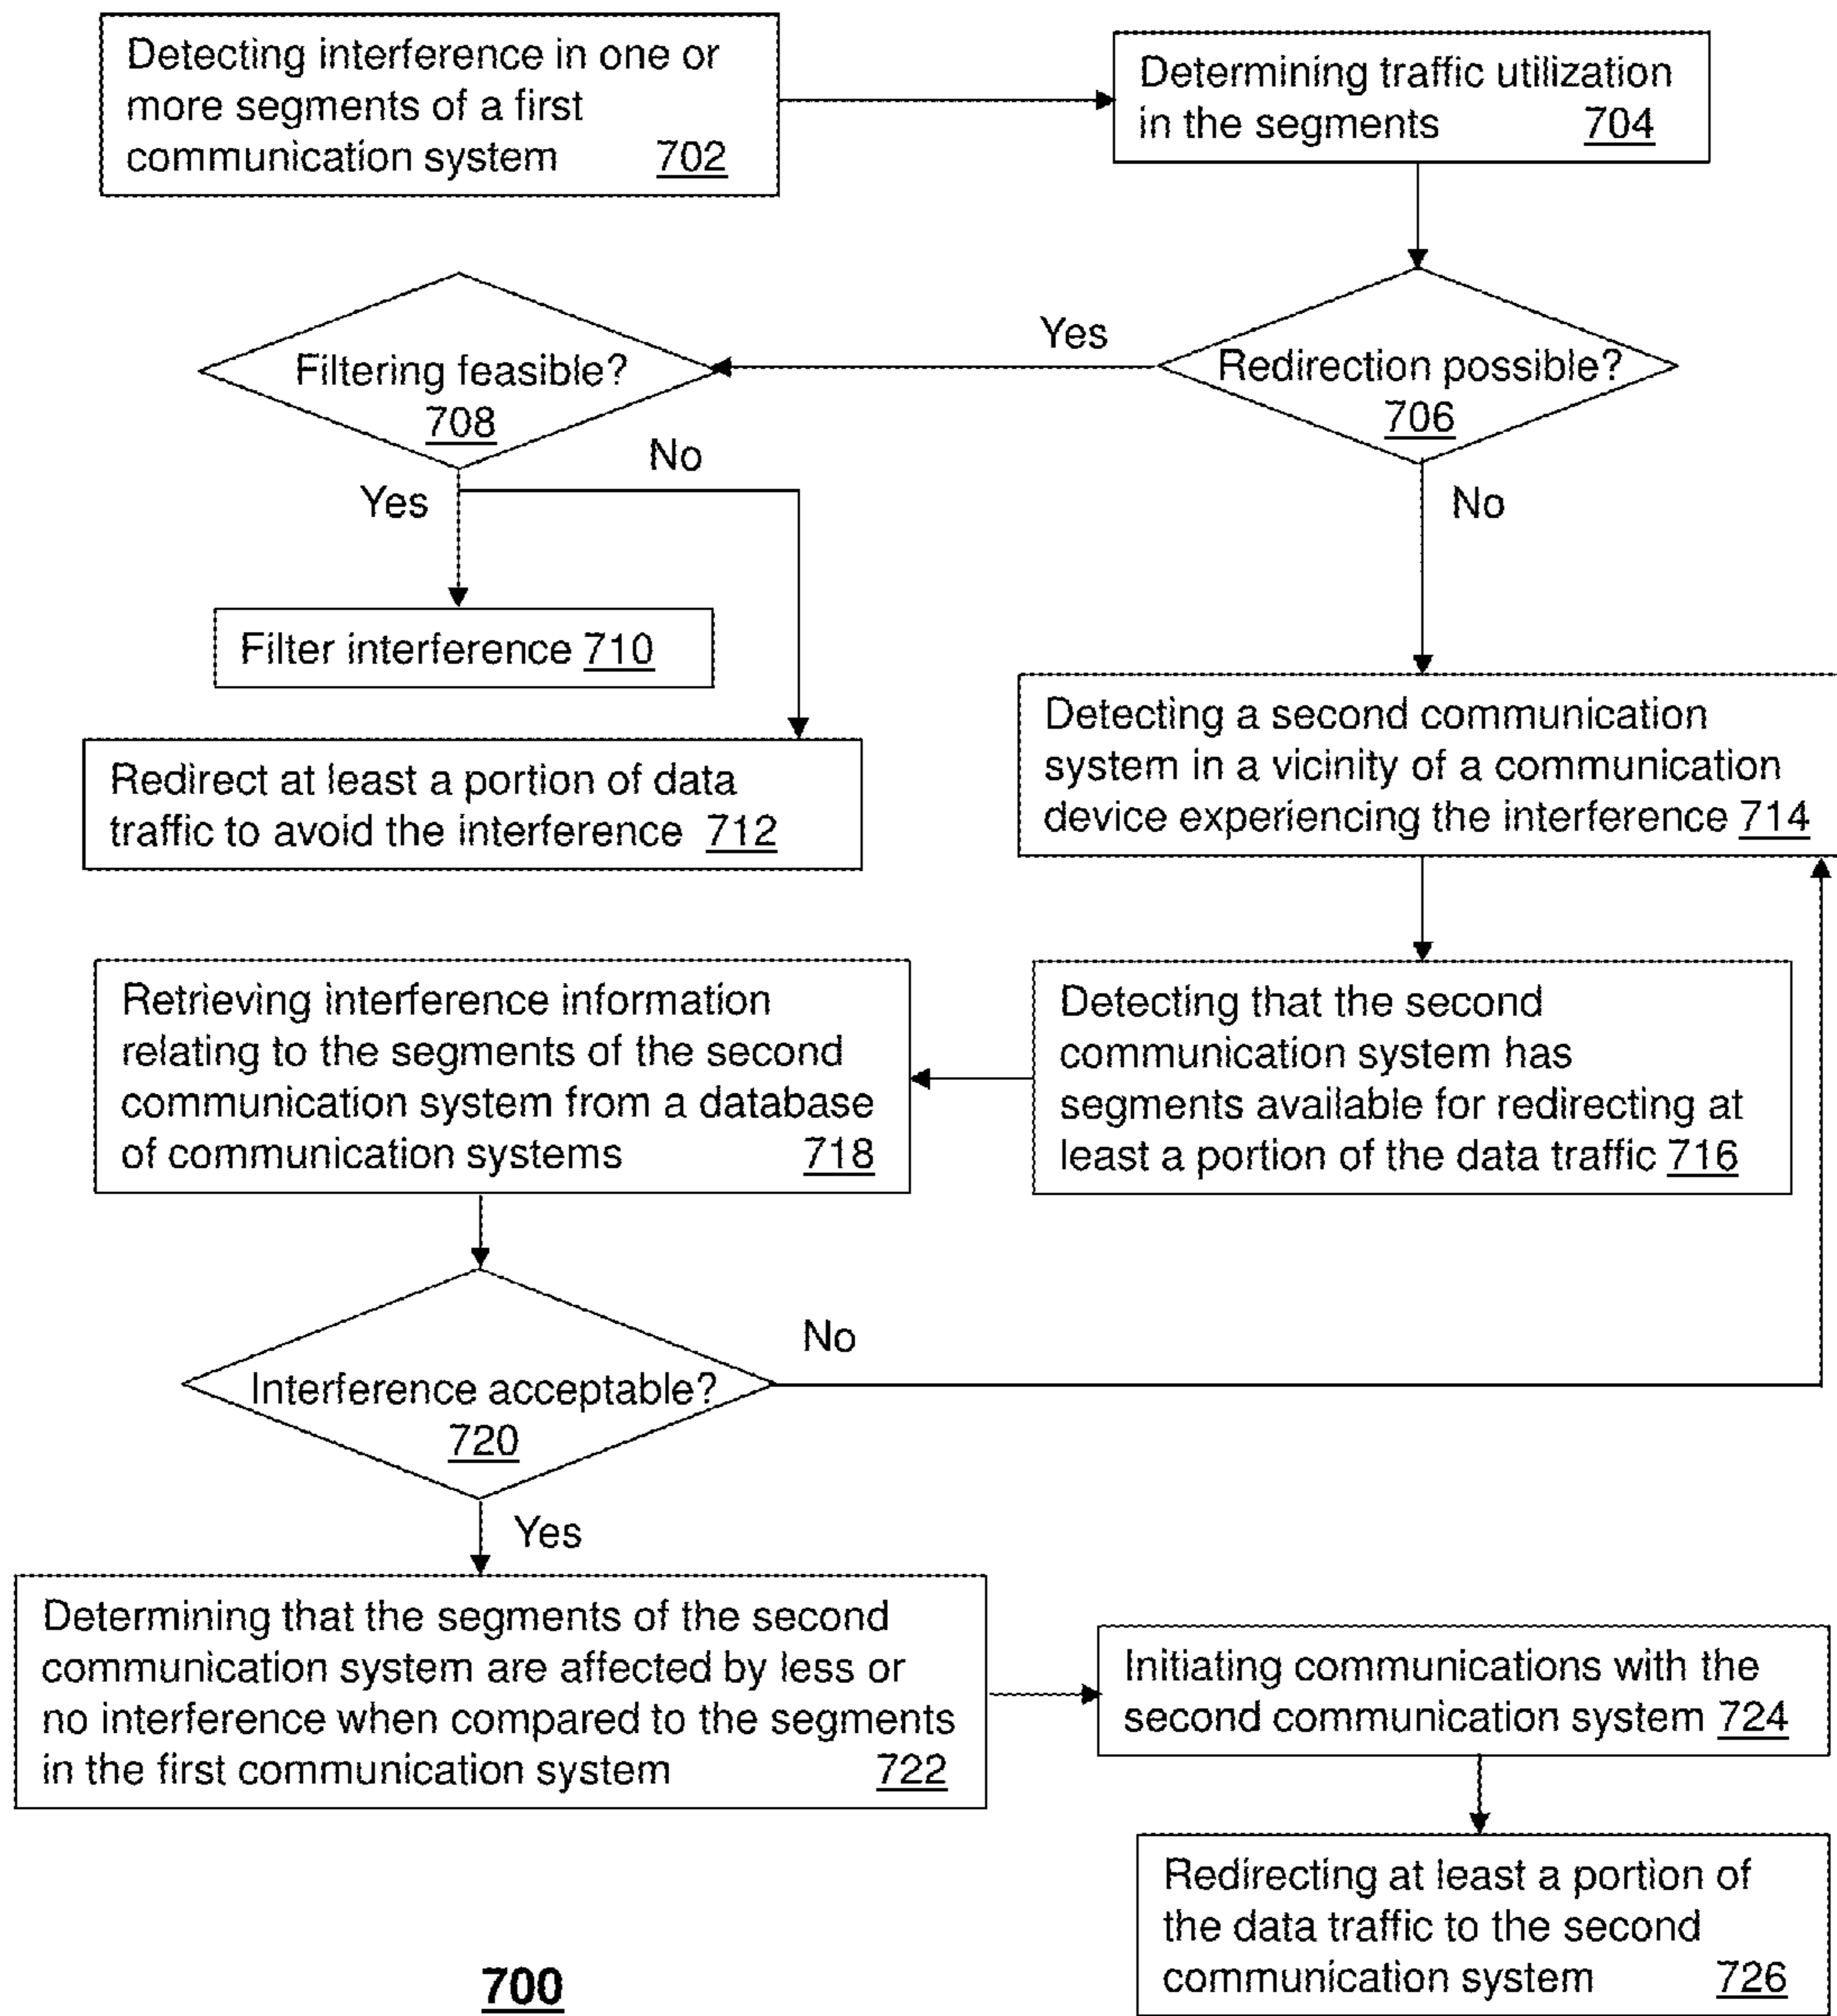 Detecting interference in one or
more segments of a first
communication system 702
Determining traffic utilization
in the segments 704
Redirection possible?
706
Yes
No
Filtering feasible?
708
No
Yes
Filter interference 710
Redirect at least a portion of data
traffic to avoid the interference 712
Detecting a second communication
system in a vicinity of a communication
device experiencing the interference 714
Detecting that the second
communication system has
segments available for redirecting at
least a portion of the data traffic 716
Retrieving interference information
relating to the segments of the second
communication system from a database
of communication systems 718
Interference acceptable?
720
No
Yes
Determining that the segments of the second
communication system are affected by less or
no interference when compared to the segments
in the first communication system 722
Initiating communications with the
second communication system 724
Redirecting at least a portion of
the data traffic to the second
communication system 726
700